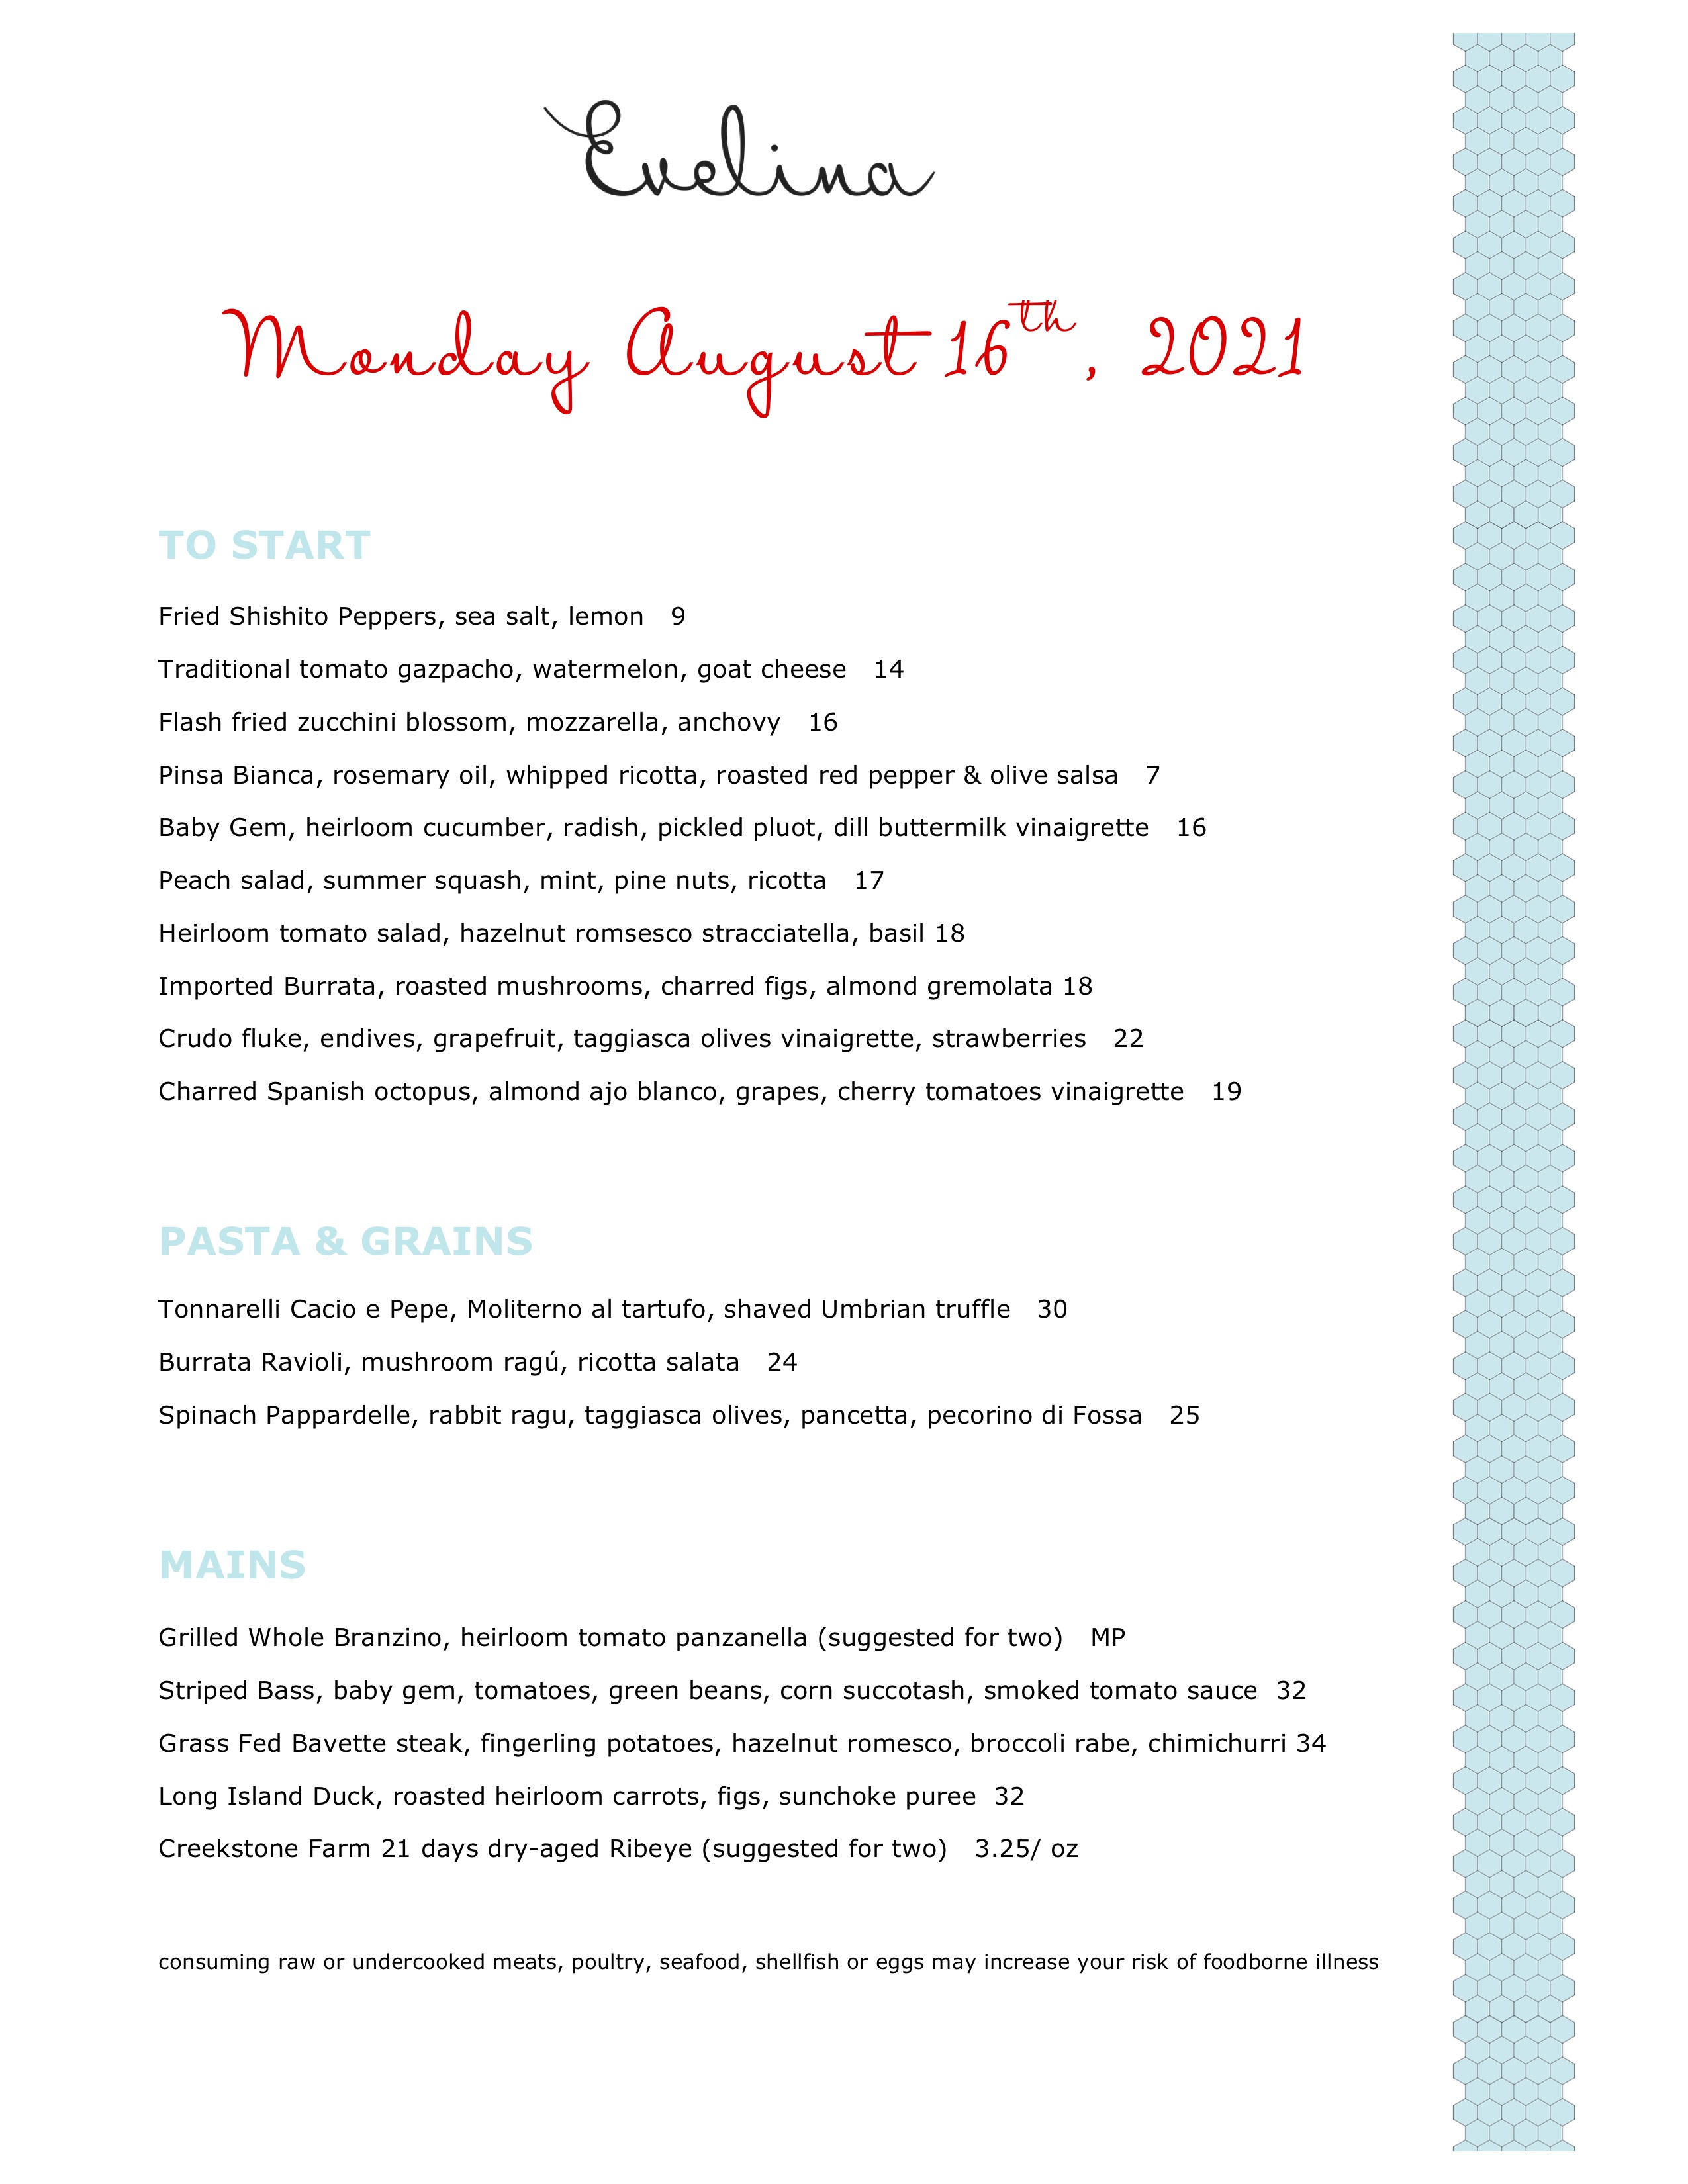 Evelina
Monday August 16th, 2021
TO START
Fried Shishito Peppers, sea salt, lemon 9
Traditional tomato gazpacho, watermelon, goat cheese 14
Flash fried zucchini blossom, mozzarella, anchovy 16
Pinsa Bianca, rosemary oil, whipped ricotta, roasted red pepper & olive salsa 7
Baby Gem, heirloom cucumber, radish, pickled pluot, dill buttermilk vinaigrette 16
Peach salad, summer squash, mint, pine nuts, ricotta 17
Heirloom tomato salad, hazelnut romsesco stracciatella, basil 18
Imported Burrata, roasted mushrooms, charred figs, almond gremolata 18
Crudo fluke, endives, grapefruit, taggiasca olives vinaigrette, strawberries 22
Charred Spanish octopus, almond ajo blanco, grapes, cherry tomatoes vinaigrette 19
PASTA & GRAINS
Tonnarelli Cacio e Pepe, Moliterno al tartufo, shaved Umbrian truffle 30
Burrata Ravioli, mushroom ragú, ricotta salata 24
Spinach Pappardelle, rabbit ragu, taggiasca olives, pancetta, pecorino di Fossa 25
MAINS
Grilled Whole Branzino, heirloom tomato panzanella (suggested for two) MP
Striped Bass, baby gem, tomatoes, green beans, corn succotash, smoked tomato sauce 32
Grass Fed Bavette steak, fingerling potatoes, hazelnut romesco, broccoli rabe, chimichurri 34
Long Island Duck, roasted heirloom carrots, figs, sunchoke puree 32
Creekstone Farm 21 days dry-aged Ribeye (suggested for two) 3.25/ oz
consuming raw or undercooked meats, poultry, seafood, shellfish or eggs may increase your risk of foodborne illness